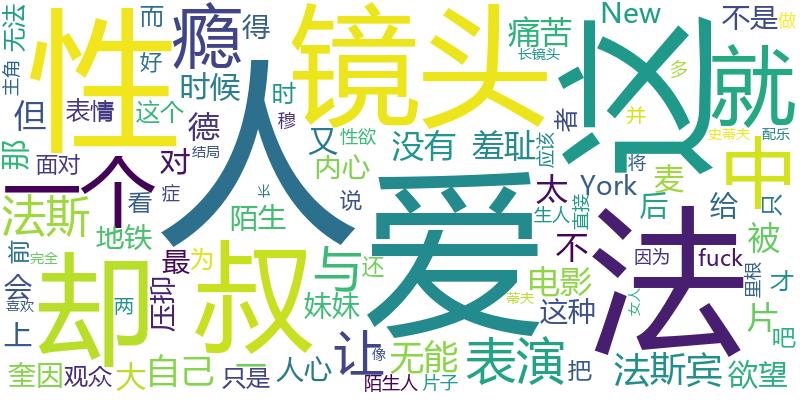 性
瘾
镜头
痛苦
长镜头
New
不是
做
而
无法
主角
好
得
时候
时
穆
这个
表情
但
德
人
就
多
并
者
史蒂夫
配乐
那
面对
结局
症
对
又
性欲
没有
羞耻
应该
将
中
一个
看
内心
说
爱
太
York
麦
生人
直接
后
给
只
法斯
陌生
地铁
法
被
前
完全
最
为
与
还
不
电影
因为
fuck
里根
才
会
喜欢
却
两
压抑
叔
妹妹
蒂夫
这种
女人
片
上
让
像
无能
表演
吧
奎因
观众
大
自己
一
只是
人心
陌生人
片子
把
法斯宾
欲望
长